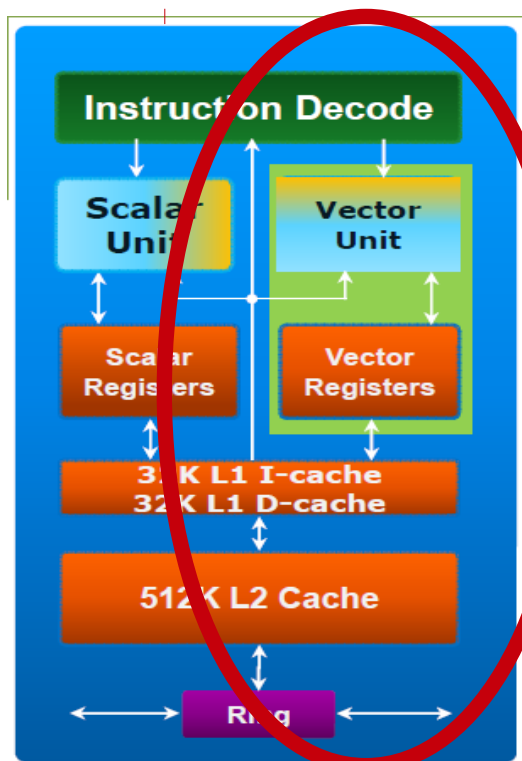 Instruction Decode
Scalar
Unit
Vector
Unit
Scalar
Registers
Vector
Registers
32K L1 I-cache
32K L1 D-cache
512K L2 Cache
Ring